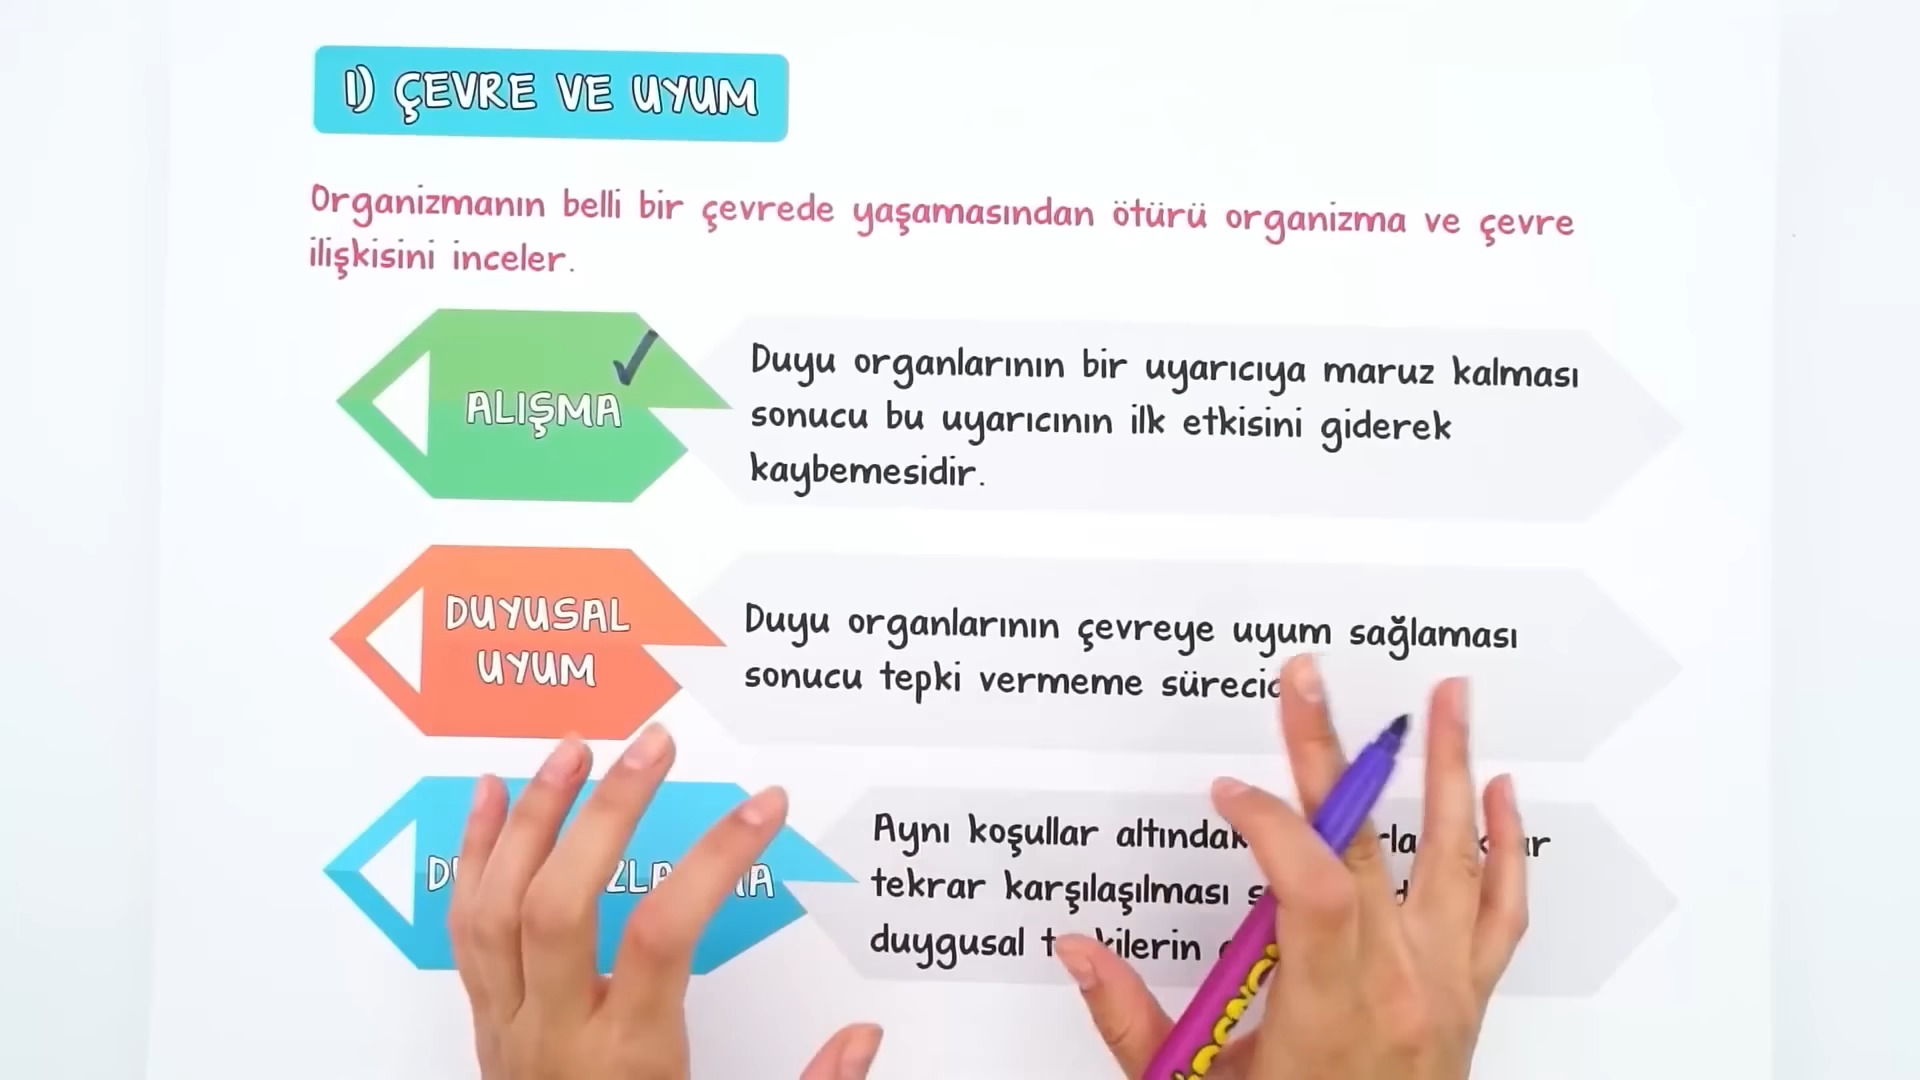 1) ÇEVRE VE UYUM
Organizmanın belli bir çevrede yaşamasından ötürü organizma ve çevre
ilişkisini inceler.
ALIŞMA
Duyu organlarının bir uyarıcıya maruz kalması
sonucu bu uyarıcının ilk etkisini giderek
kaybemesidir.
DUYUSAL
UYUM
Duyu organlarının çevreye uyum sağlaması
sonucu tepki vermeme
Aynı koşullar
tekrar karşılaşılması
duygusal